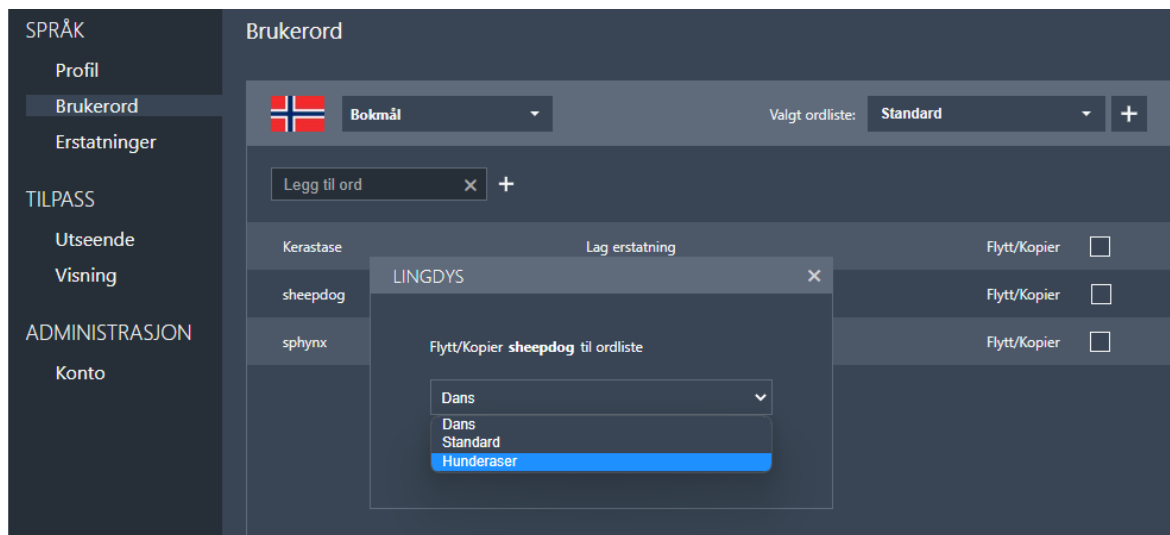 SPRÅK
Profil
Brukerord
Erstatninger
TILPASS
Utseende
Visning
ADMINISTRASJON
Konto
Brukerord
Bokmål
Valgt ordliste: Standard
Legg til ord
Kerastase Lag erstatning Flytt/Kopier
sheepdog Flytt/Kopier
sphynx Flytt/Kopier
LINGDYS
Flytt/Kopier sheepdog til ordliste
Dans
Dans
Standard
Hunderaser